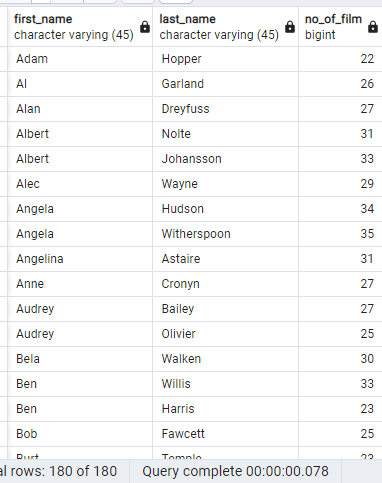 first_name last_name no_of_film
character varying (45) character varying (45) bigint
Adam Hopper 22
Al Garland 26
Alan Dreyfuss 27
Albert Nolte 31
Albert Johansson 33
Alec Wayne 29
Angela Hudson 34
Angela Witherspoon 35
Angelina Astaire 31
Anne Cronyn 27
Audrey Bailey 27
Audrey Olivier 25
Bela Walken 30
Ben Willis 33
Ben Harris 23
Bob Fawcett 25
Burt Temple 23
al rows: 180 of 180 Query complete 00:00:00.078